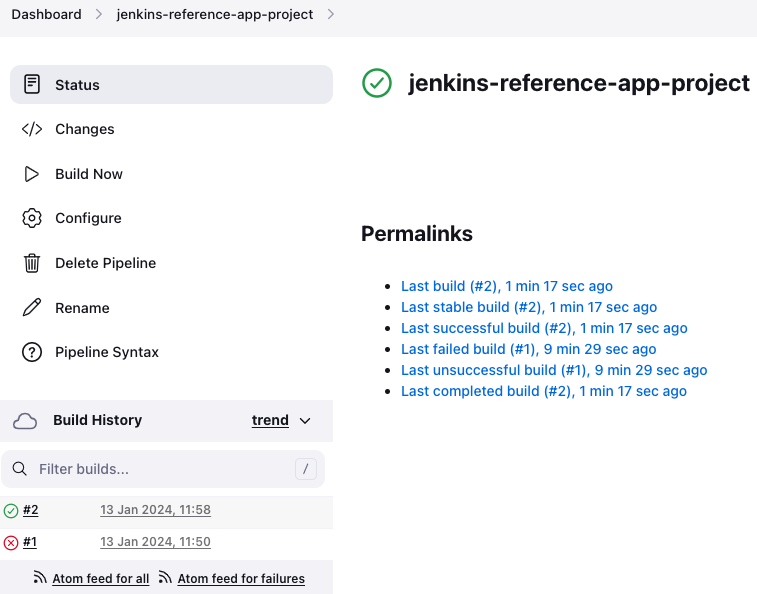 Dashboard > jenkins-reference-app-project >
Status
Changes
Build Now
Configure
Delete Pipeline
Rename
Pipeline Syntax
Build History trend
Filter builds... /
#2 13 Jan 2024, 11:58
#1 13 Jan 2024, 11:50
Atom feed for all Atom feed for failures
jenkins-reference-app-project
Permalinks
Last build (#2), 1 min 17 sec ago
Last stable build (#2), 1 min 17 sec ago
Last successful build (#2), 1 min 17 sec ago
Last failed build (#1), 9 min 29 sec ago
Last unsuccessful build (#1), 9 min 29 sec ago
Last completed build (#2), 1 min 17 sec ago